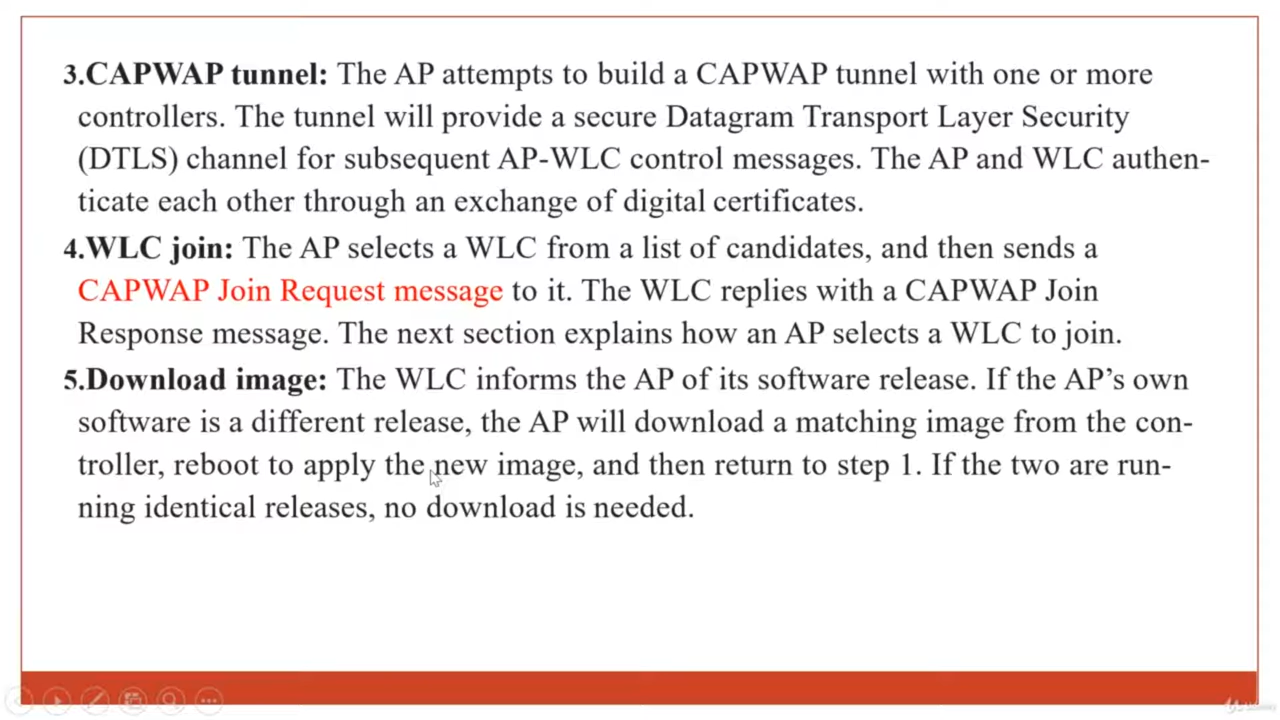 3.CAPWAP tunnel: The AP attempts to build a CAPWAP tunnel with one or more
controllers. The tunnel will provide a secure Datagram Transport Layer Security
(DTLS) channel for subsequent AP-WLC control messages. The AP and WLC authen-
ticate each other through an exchange of digital certificates.
4.WLC join: The AP selects a WLC from a list of candidates, and then sends a
CAPWAP Join Request message to it. The WLC replies with a CAPWAP Join
Response message. The next section explains how an AP selects a WLC to join.
5.Download image: The WLC informs the AP of its software release. If the AP’s own
software is a different release, the AP will download a matching image from the con-
troller, reboot to apply the new image, and then return to step 1. If the two are run-
ning identical releases, no download is needed.
Udemy